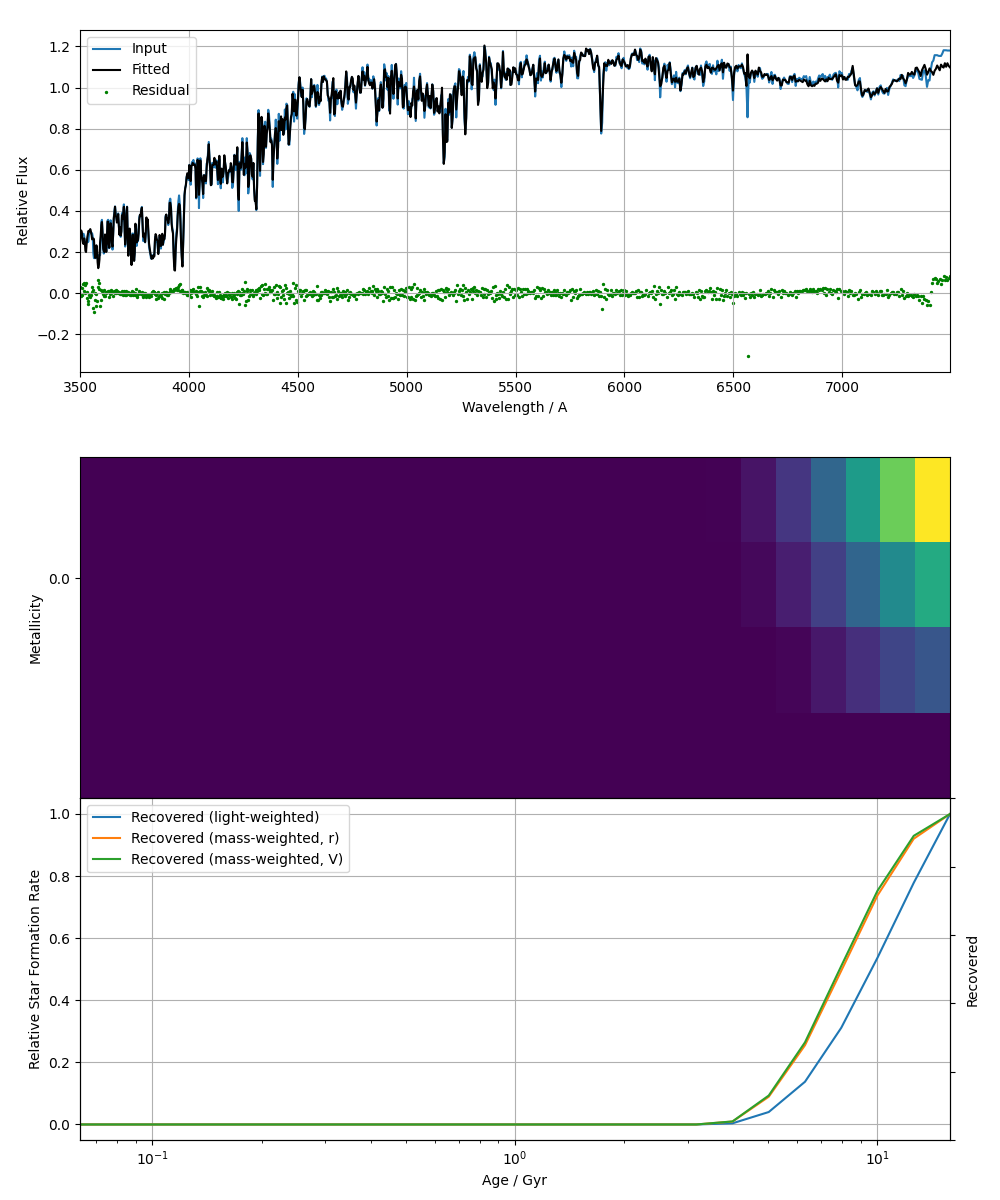 1.2
1.0
0.8
0.6
0.4
0.2
0.0
−0.2
Relative Flux
Input
Fitted
Residual
3500 4000 4500 5000 5500 6000 6500 7000
Wavelength / A
0.0
Metallicity
1.0
0.8
0.6
0.4
0.2
0.0
Relative Star Formation Rate
Recovered (light-weighted)
Recovered (mass-weighted, r)
Recovered (mass-weighted, V)
Recovered
10⁻¹ 10⁰ 10¹
Age / Gyr